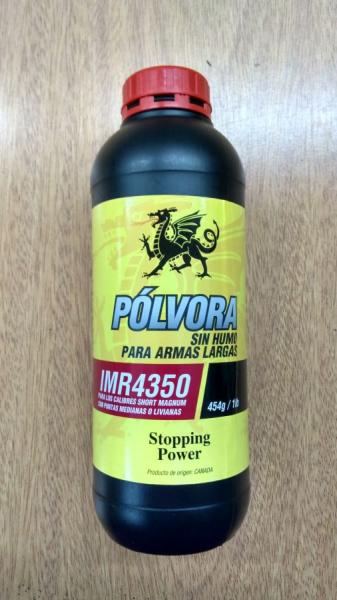 PÓLVORA
SIN HUMO
PARA ARMAS LARGAS
IMR4350
PARA LOS CALIBRES SHORT MAGNUM
CON PUNTAS MEDIANAS O LIVIANAS
454g / 1lb
Stopping
Power
Producto de origen: CANADA